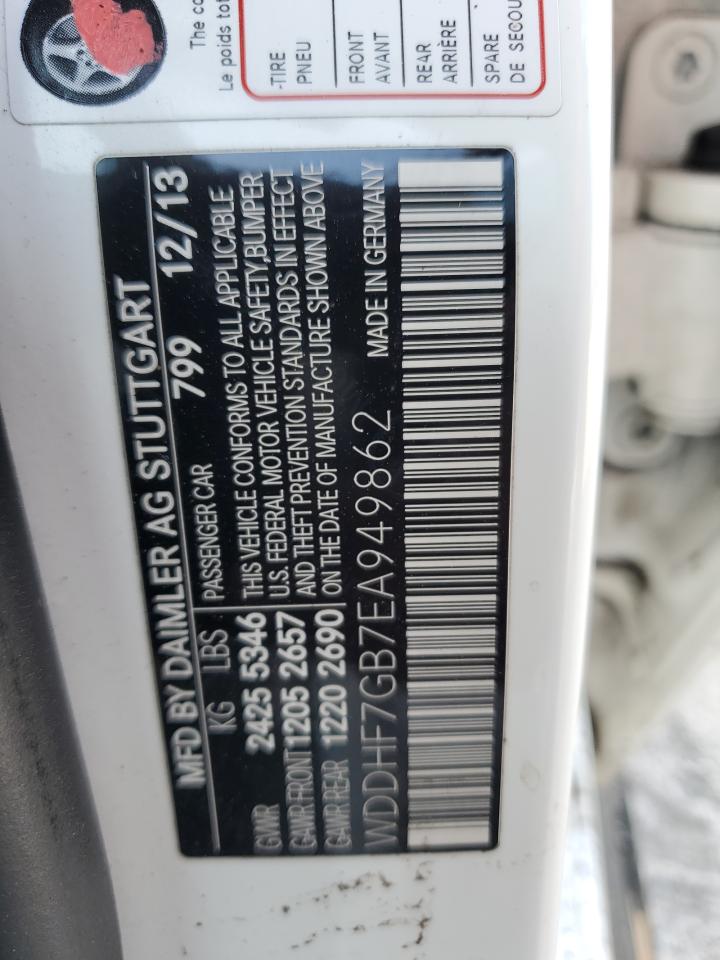 The co
Le poids tot
TIRE
PNEU
FRONT
AVANT
REAR
ARRIÈRE
SPARE
DE SECOU
MFD BY DAIMLER AG STUTTGART
799 12/13
KG LBS PASSENGER CAR
GVWR 2425 5346
GAWR FRONT 1205 2657
GAWR REAR 1220 2690
THIS VEHICLE CONFORMS TO ALL APPLICABLE
U.S. FEDERAL MOTOR VEHICLE SAFETY,BUMPER
AND THEFT PREVENTION STANDARDS IN EFFECT
ON THE DATE OF MANUFACTURE SHOWN ABOVE
WDDHF7GB7EA949862 MADE IN GERMANY